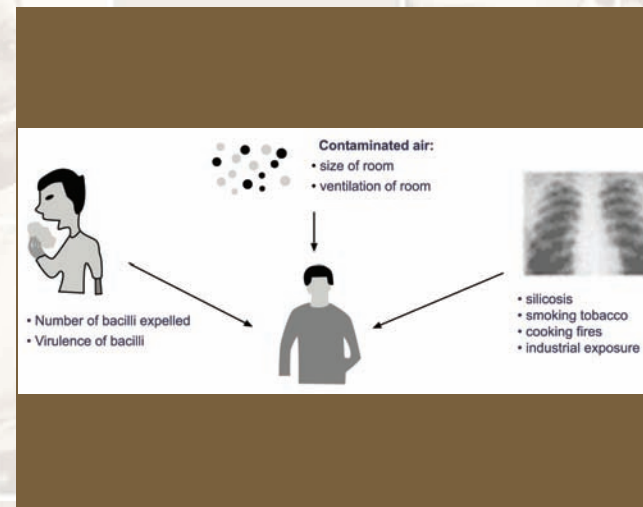 Contaminated air:
• size of room
• ventilation of room
• Number of bacilli expelled
• Virulence of bacilli
• silicosis
• smoking tobacco
• cooking fires
• industrial exposure